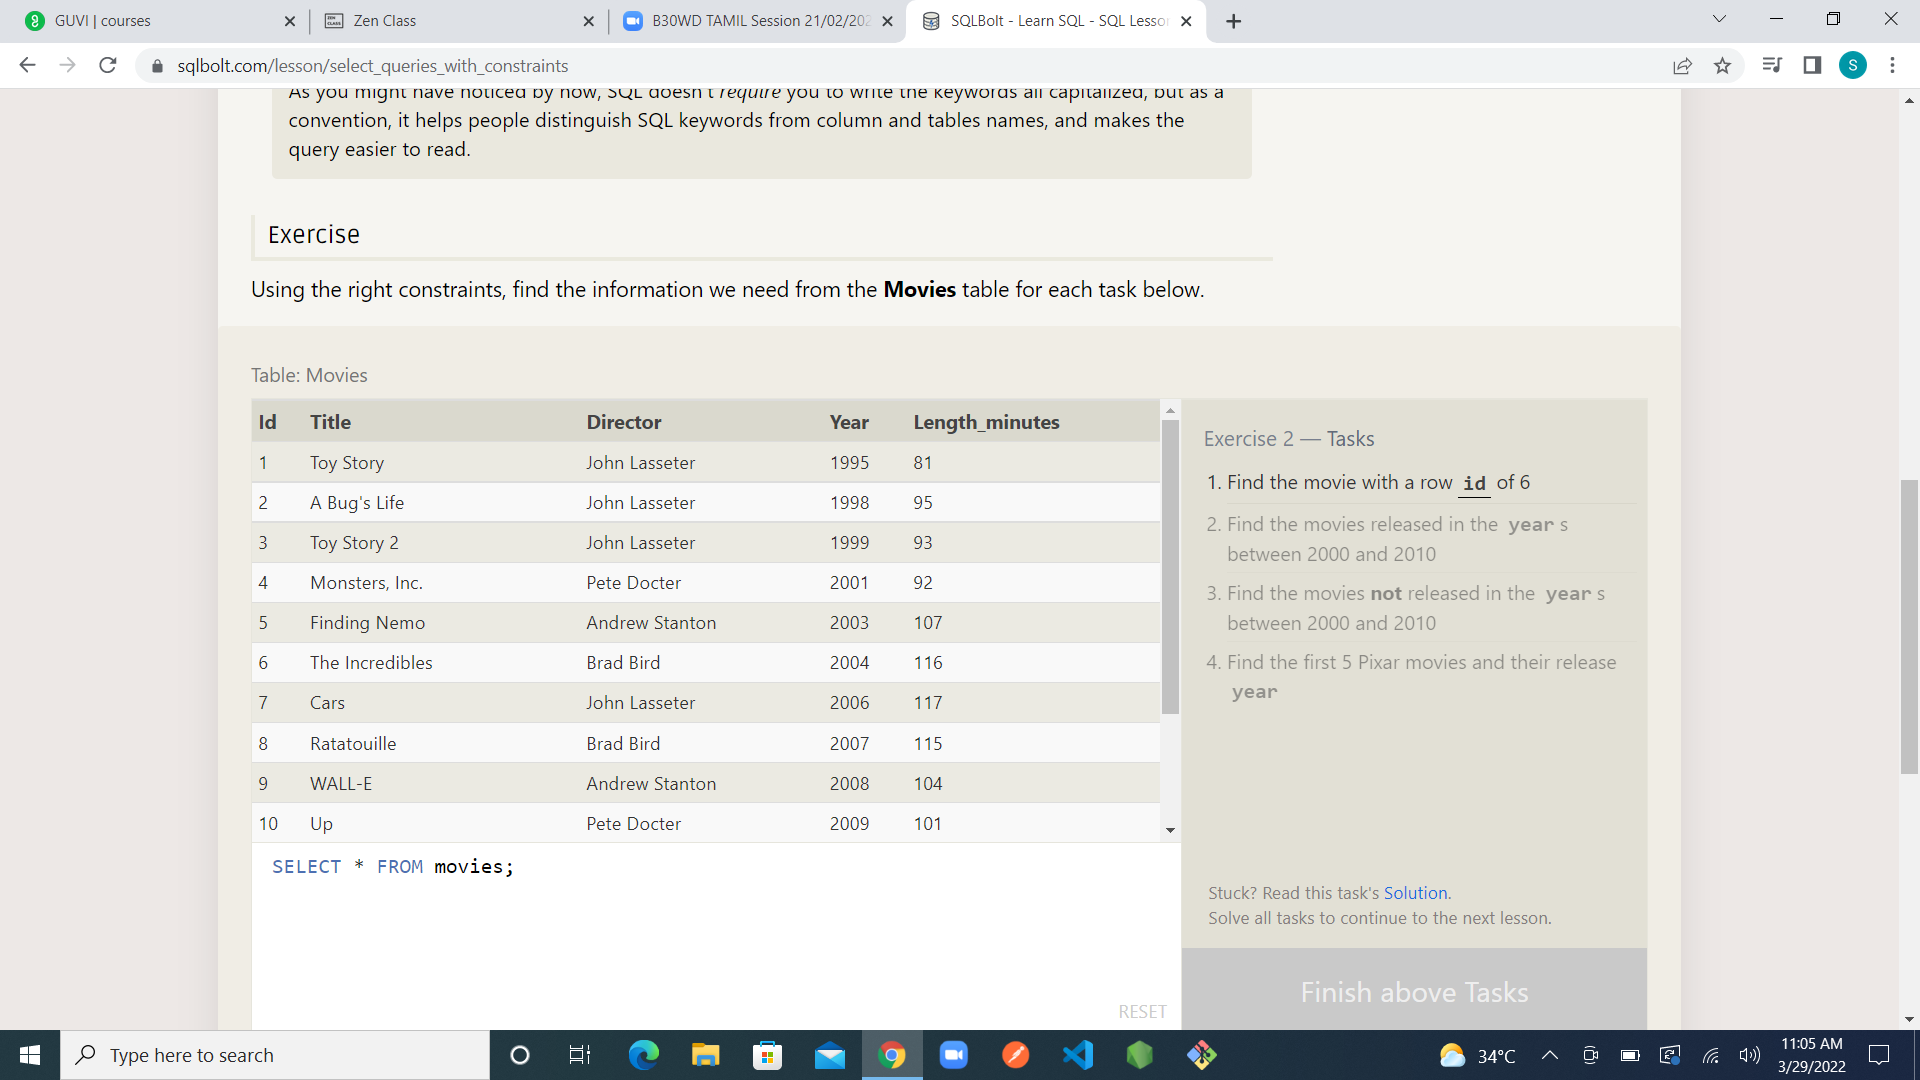 GUVI | courses
Zen Class
B30WD TAMIL Session 21/02/202
SQLBolt - Learn SQL - SQL Lesson
sqlbolt.com/lesson/select_queries_with_constraints
S
As you might have noticed by now, SQL doesn't require you to write the keywords all capitalized, but as a
convention, it helps people distinguish SQL keywords from column and tables names, and makes the
query easier to read.
Exercise
Using the right constraints, find the information we need from the Movies table for each task below.
Table: Movies
Id Title Director Year Length_minutes
1 Toy Story John Lasseter 1995 81
2 A Bug's Life John Lasseter 1998 95
3 Toy Story 2 John Lasseter 1999 93
4 Monsters, Inc. Pete Docter 2001 92
5 Finding Nemo Andrew Stanton 2003 107
6 The Incredibles Brad Bird 2004 116
7 Cars John Lasseter 2006 117
8 Ratatouille Brad Bird 2007 115
9 WALL-E Andrew Stanton 2008 104
10 Up Pete Docter 2009 101
SELECT * FROM movies;
RESET
Exercise 2 — Tasks
1. Find the movie with a row id of 6
2. Find the movies released in the year s
between 2000 and 2010
3. Find the movies not released in the year s
between 2000 and 2010
4. Find the first 5 Pixar movies and their release
year
Stuck? Read this task's Solution.
Solve all tasks to continue to the next lesson.
Finish above Tasks
Type here to search
34°C
11:05 AM
3/29/2022